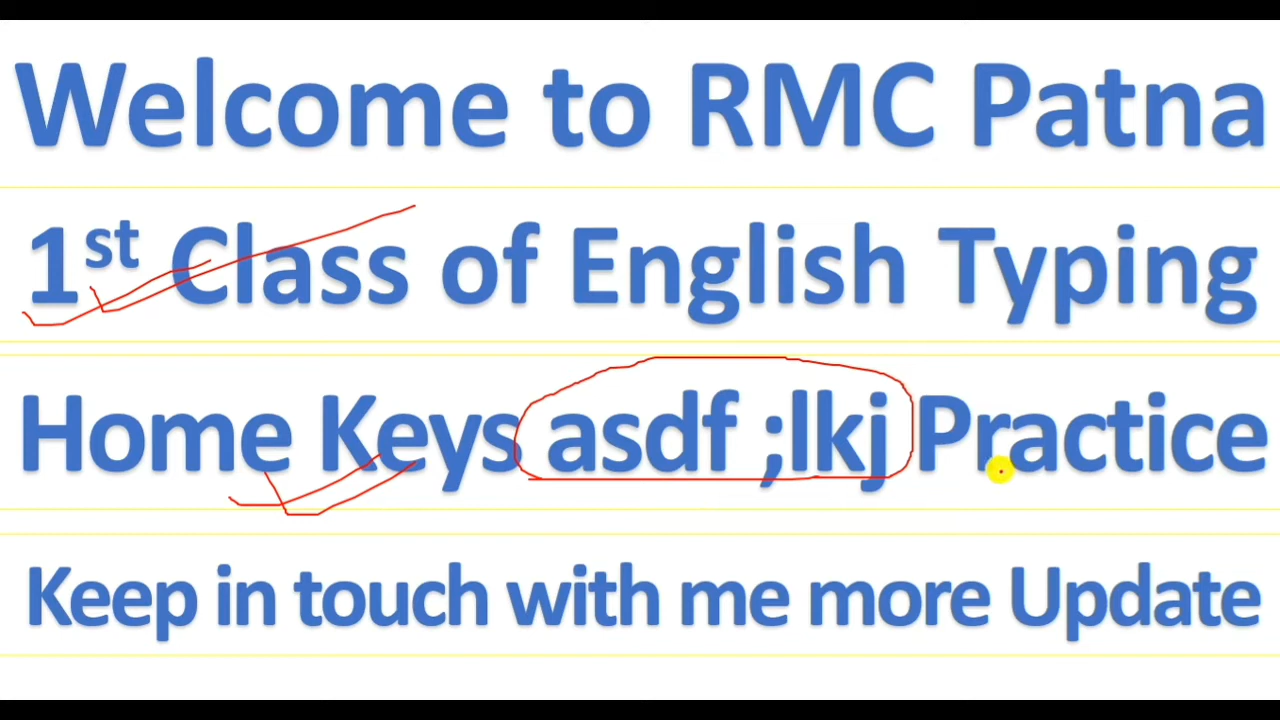 Welcome to RMC Patna
1st Class of English Typing
Home Keys asdf ;lkj Practice
Keep in touch with me more Update